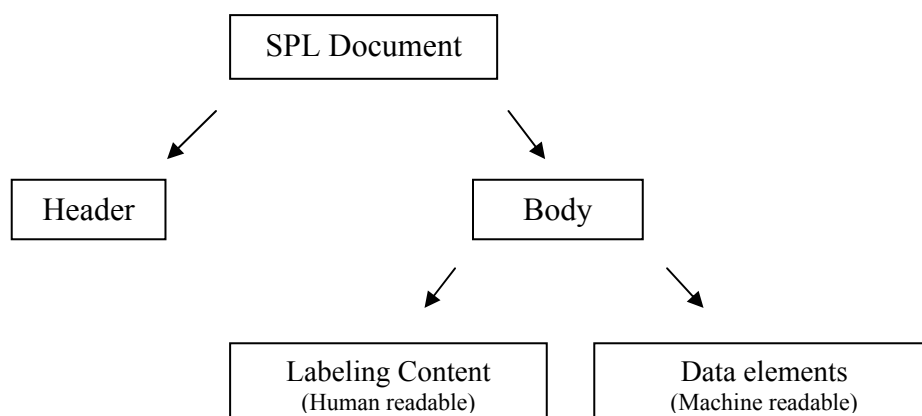 SPL Document
Header
Body
Labeling Content
(Human readable)
Data elements
(Machine readable)